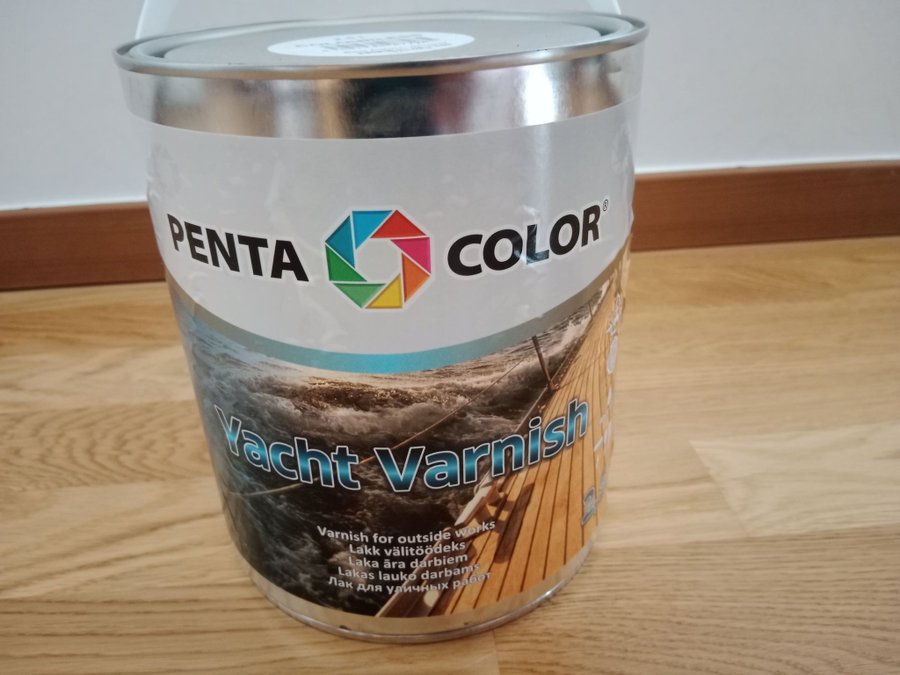 PENTA COLOR®
Yacht Varnish
Varnish for outside works
Lakk välitöödeks
Laka āra darbiem
Lakas lauko darbams
Лак для уличных работ